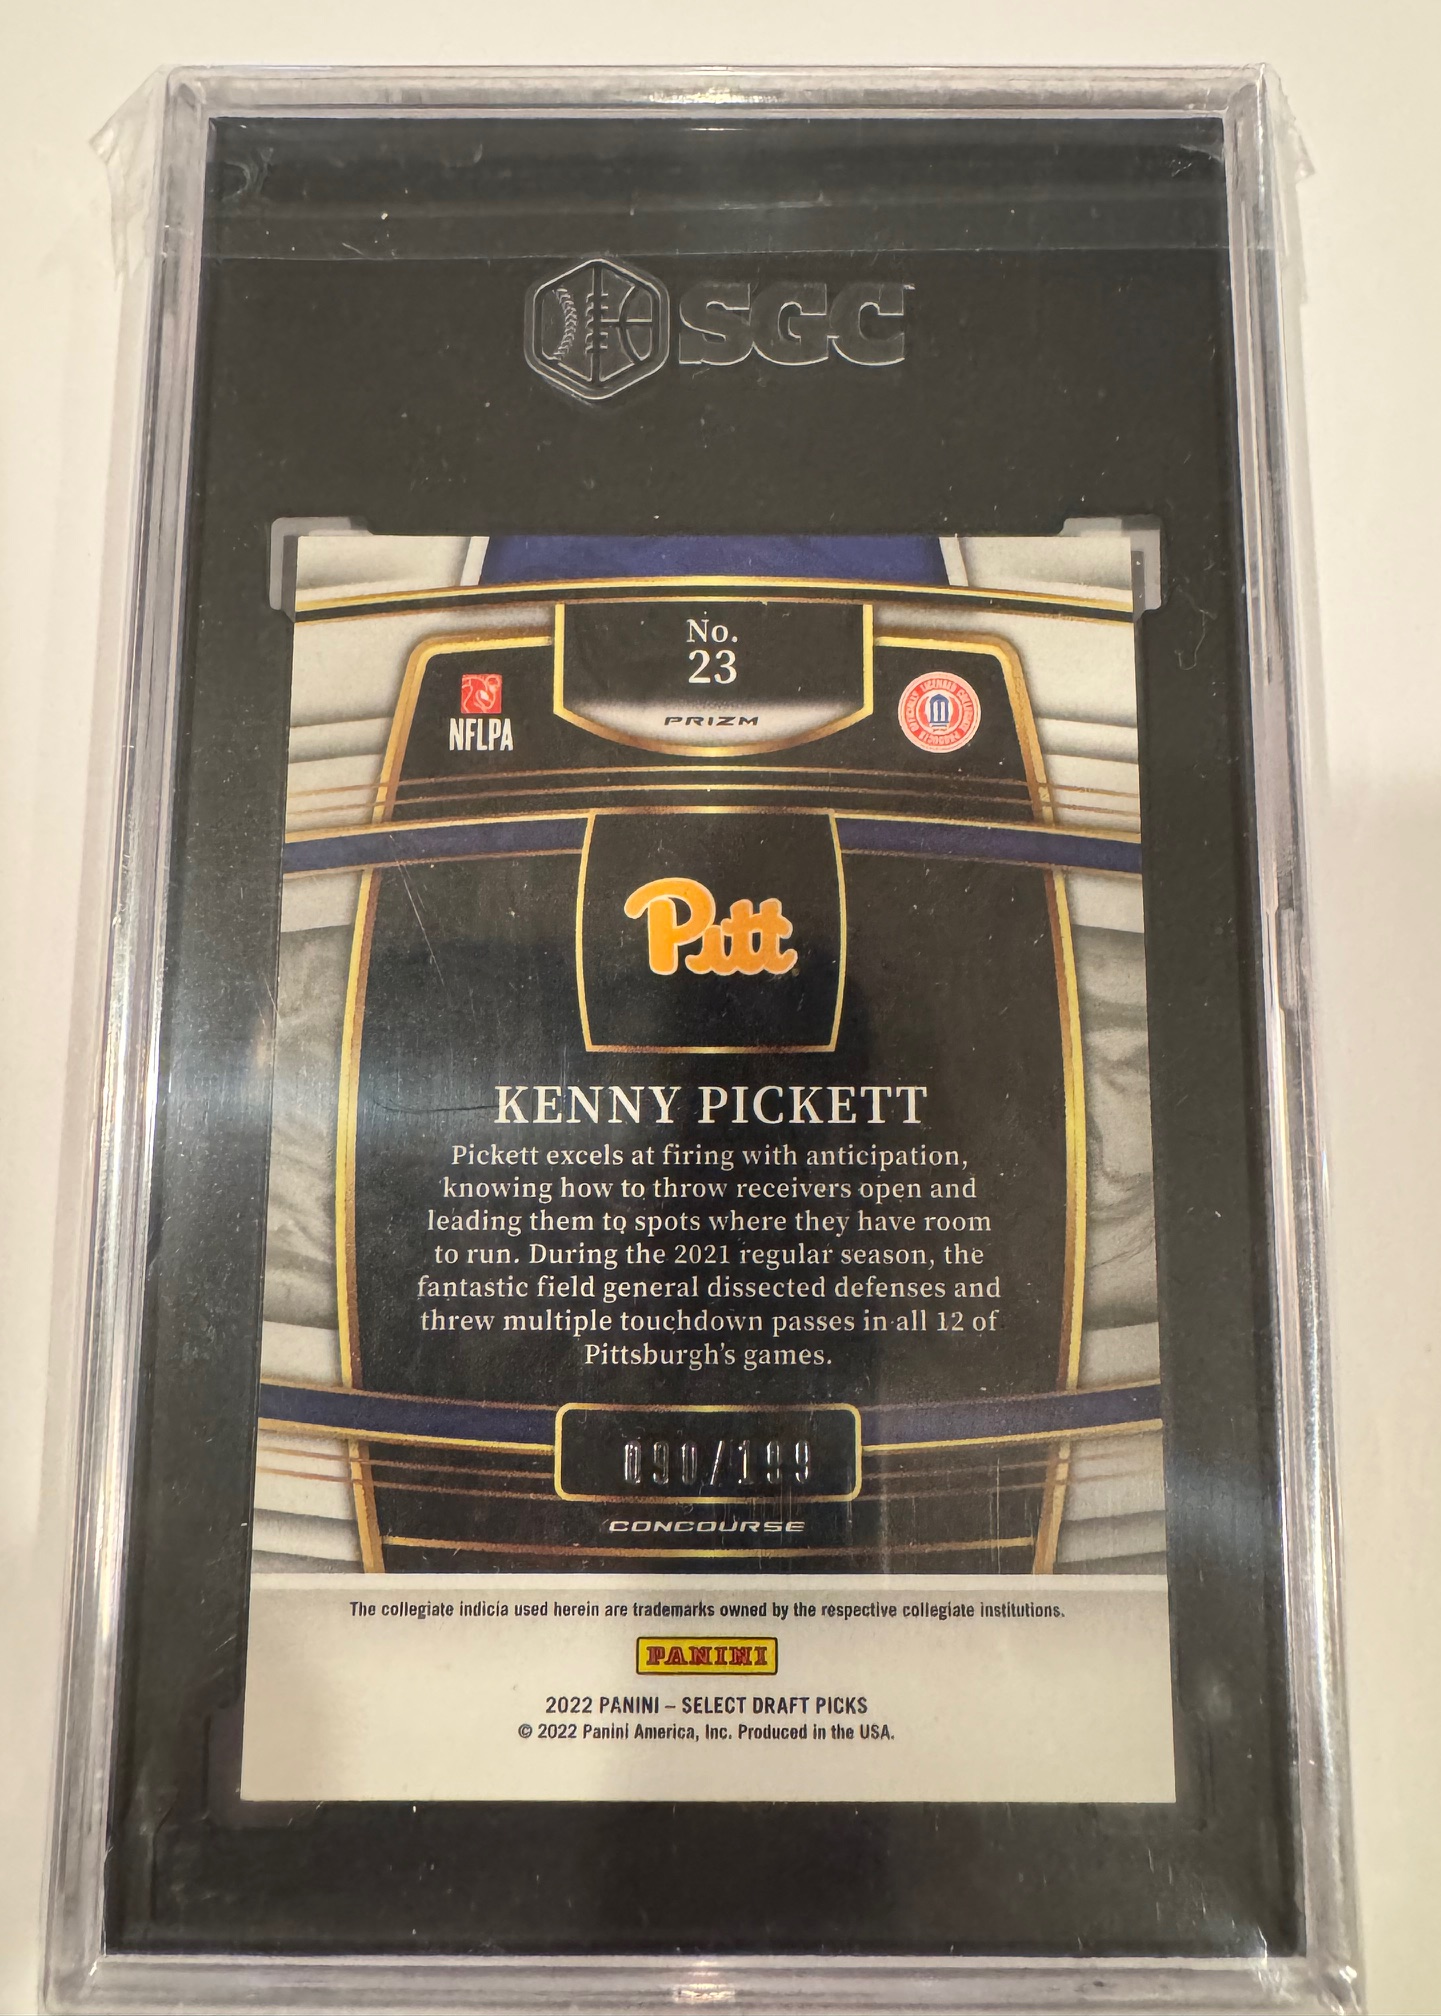 SGC
No.
23
PRIZM
NFLPA
OFFICIALLY LICENSED COLLEGIATE PRODUCTS
Pitt
KENNY PICKETT
Pickett excels at firing with anticipation,
knowing how to throw receivers open and
leading them to spots where they have room
to run. During the 2021 regular season, the
fantastic field general dissected defenses and
threw multiple touchdown passes in all 12 of
Pittsburgh's games.
090/199
CONCOURSE
The collegiate indicia used herein are trademarks owned by the respective collegiate institutions.
PANINI
2022 PANINI – SELECT DRAFT PICKS
© 2022 Panini America, Inc. Produced in the USA.